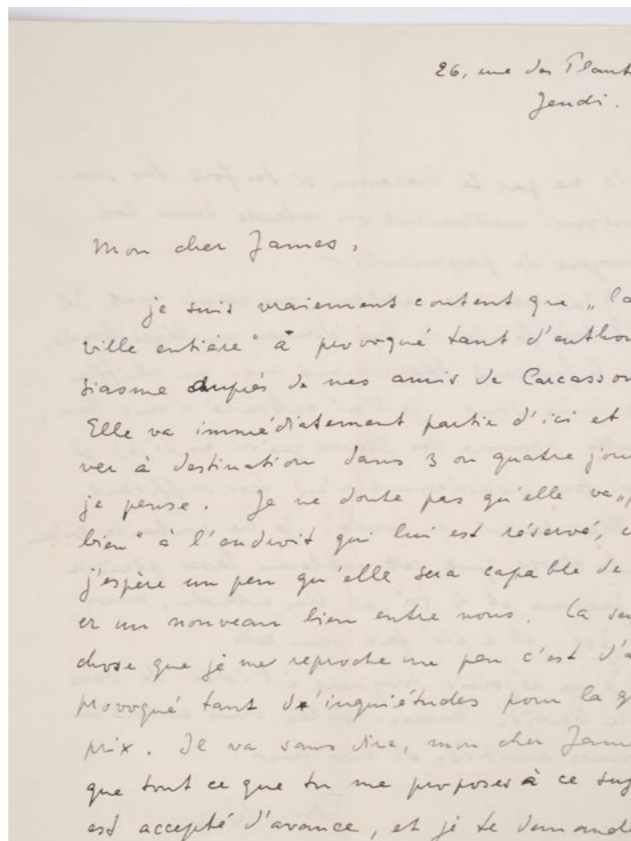 26, rue des Plant
Jeudi.
Mon cher James,
je suis vraiement content que „la
ville entière“ à provoqué tant d'enthou
siasme auprès de mes amis de Carcasson
Elle va immédiatement partir d'ici et
ver à destination dans 3 ou quatre jour
je pense. Je ne doute pas qu'elle va „
bien“ à l'endroit qui lui est réservé,
j'espère un peu qu'elle sera capable de
er un nouveau lien entre nous. La seu
chose que je me reproche un peu c'est d'a
provoqué tant d'inquiétudes pour la q
prix. Il va sans dire, mon cher Jame
que tout ce que tu me proposes à ce suj
est accepté d'avance, et je te demande